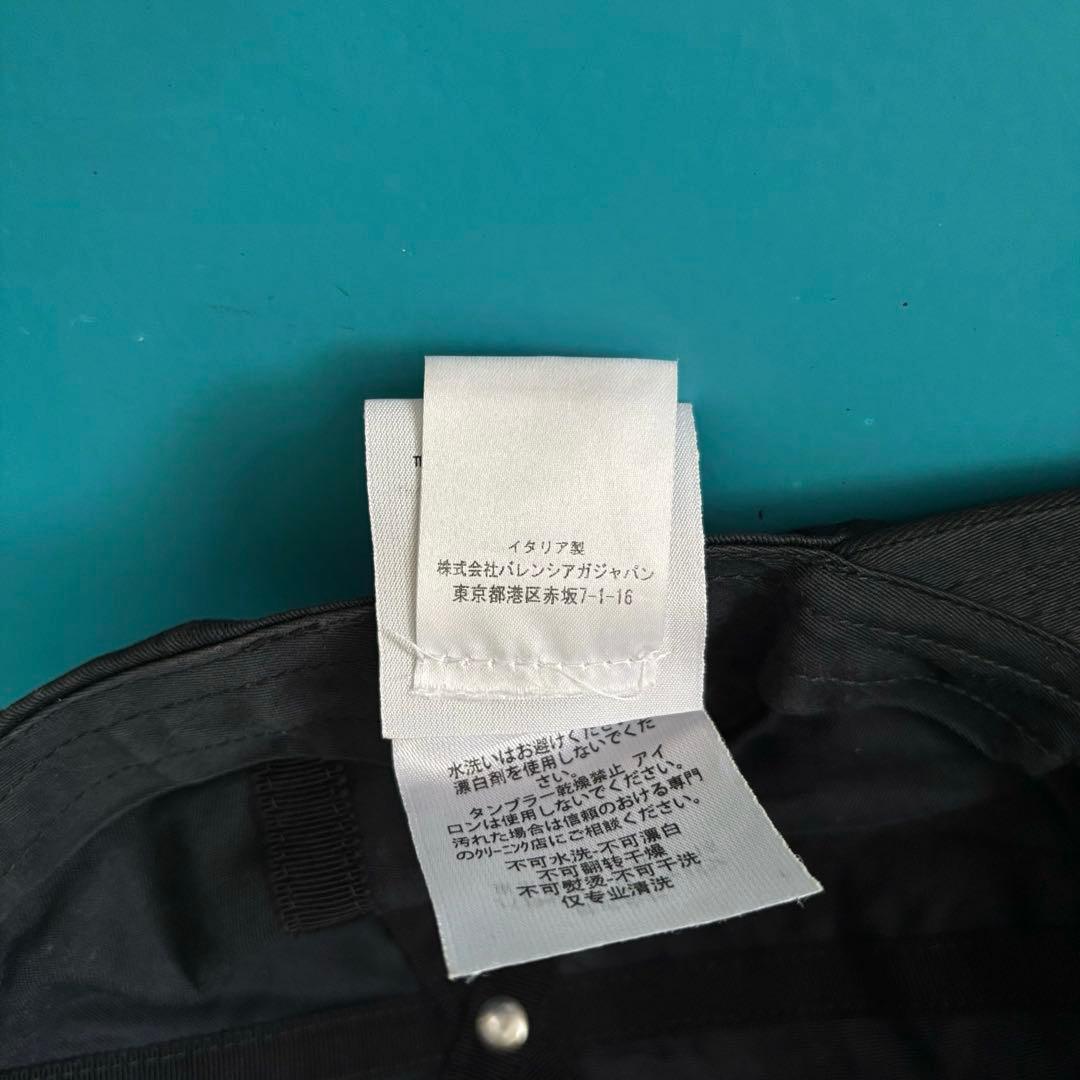 イタリア製
株式会社バレンシアガジャパン
東京都港区赤坂7-1-16
水洗いはお避けください
漂白剤を使用しないでくた
さい。
タンブラー乾燥禁止 アイ
ロンは使用しないでください。
汚れた場合は信頼のおける専門
のクリーニング店にご相談ください。
不可水洗-不可漂白
不可翻转干燥
不可熨烫-不可干洗
仅专业清洗